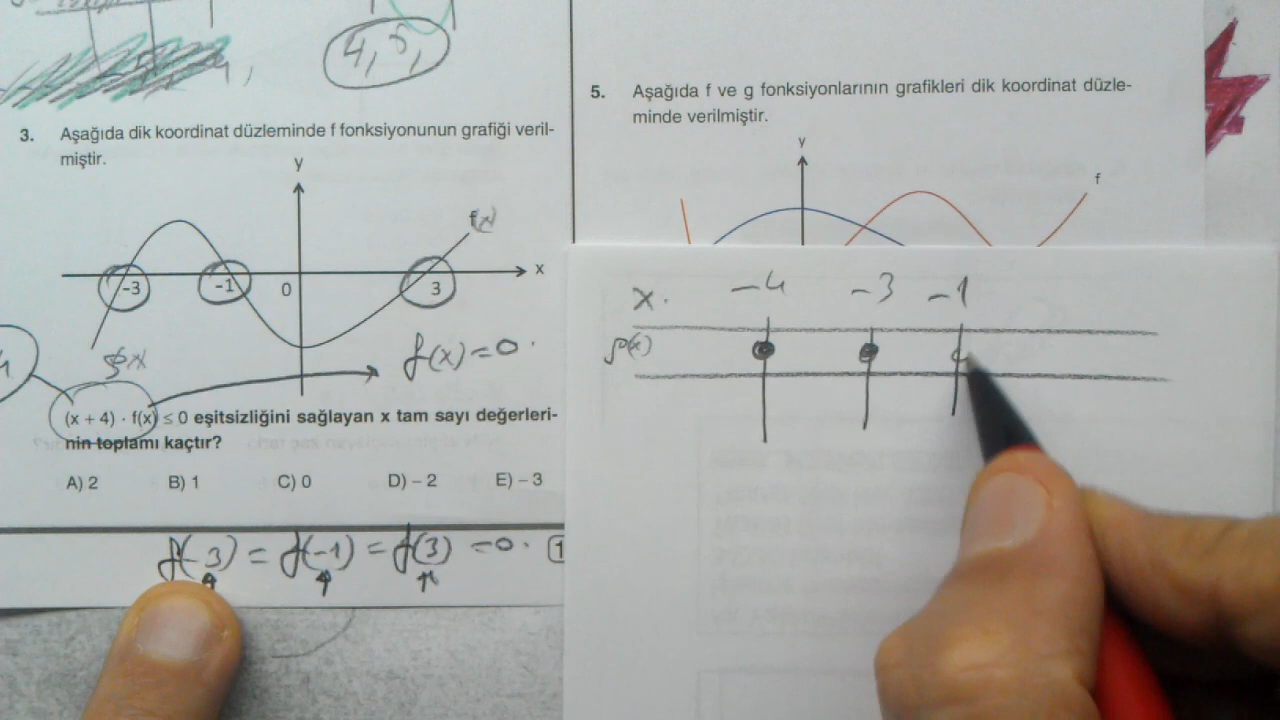 4, 5,
3. Aşağıda dik koordinat düzleminde f fonksiyonunun grafiği veril-
miştir.
y
f(x)
x
-3 -1 0 3
f(x)=0.
(x + 4) · f(x) ≤ 0 eşitsizliğini sağlayan x tam sayı değerleri-
nin toplamı kaçtır?
A) 2 B) 1 C) 0 D) – 2 E) – 3
f(-3) = f(-1) = f(3) =0.
1
5. Aşağıda f ve g fonksiyonlarının grafikleri dik koordinat düzle-
minde verilmiştir.
y
f
x. -4 -3 -1